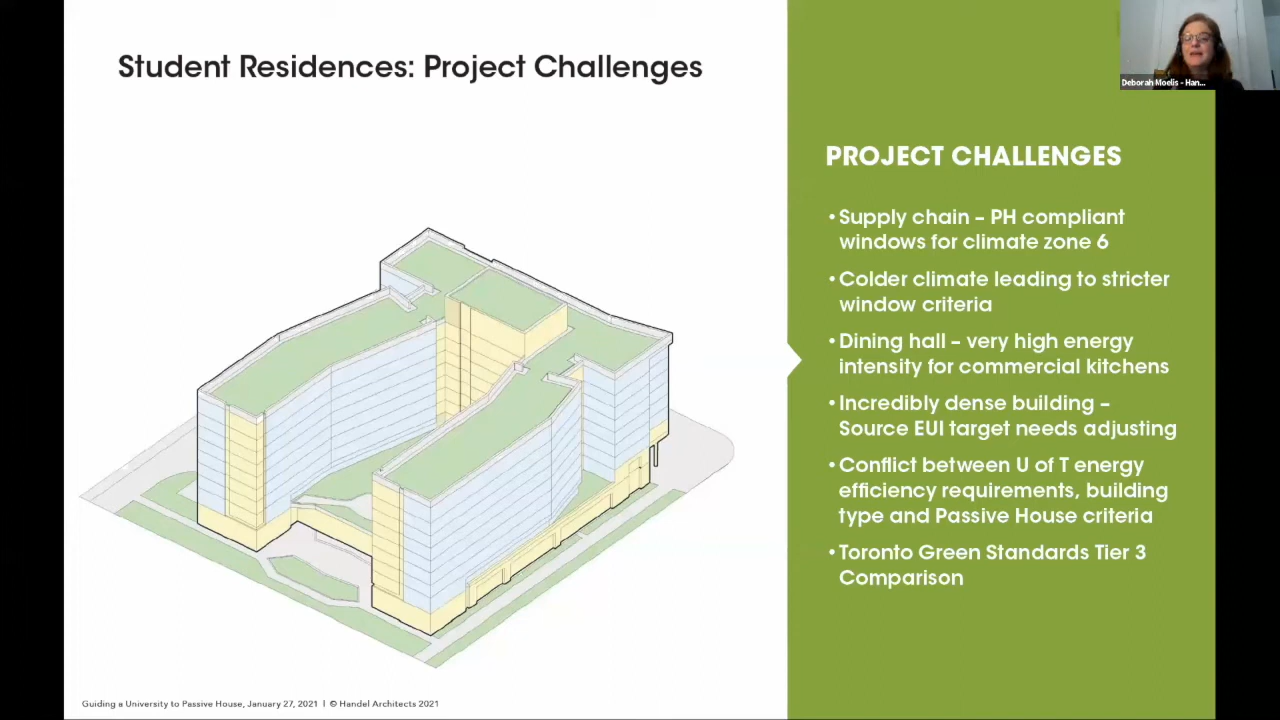 Student Residences: Project Challenges
Deborah Moelis - Han...
PROJECT CHALLENGES
•Supply chain – PH compliant
windows for climate zone 6
•Colder climate leading to stricter
window criteria
•Dining hall – very high energy
intensity for commercial kitchens
•Incredibly dense building –
Source EUI target needs adjusting
•Conflict between U of T energy
efficiency requirements, building
type and Passive House criteria
•Toronto Green Standards Tier 3
Comparison
Guiding a University to Passive House, January 27, 2021 | © Handel Architects 2021